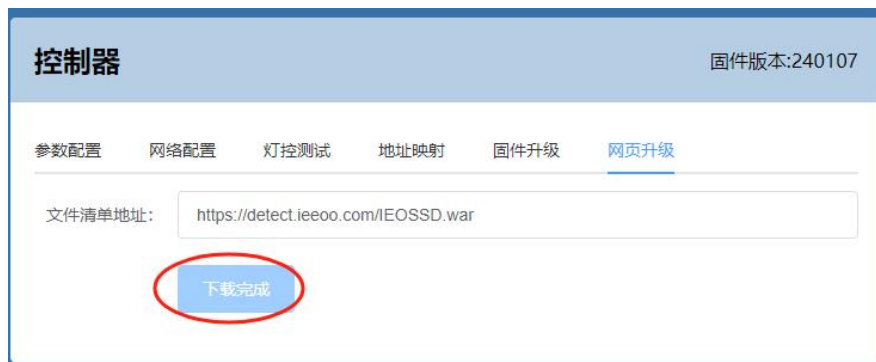 控制器
固件版本:240107
参数配置 网络配置 灯控测试 地址映射 固件升级 网页升级
文件清单地址: https://detect.ieeoo.com/IEOSSD.war
下载完成